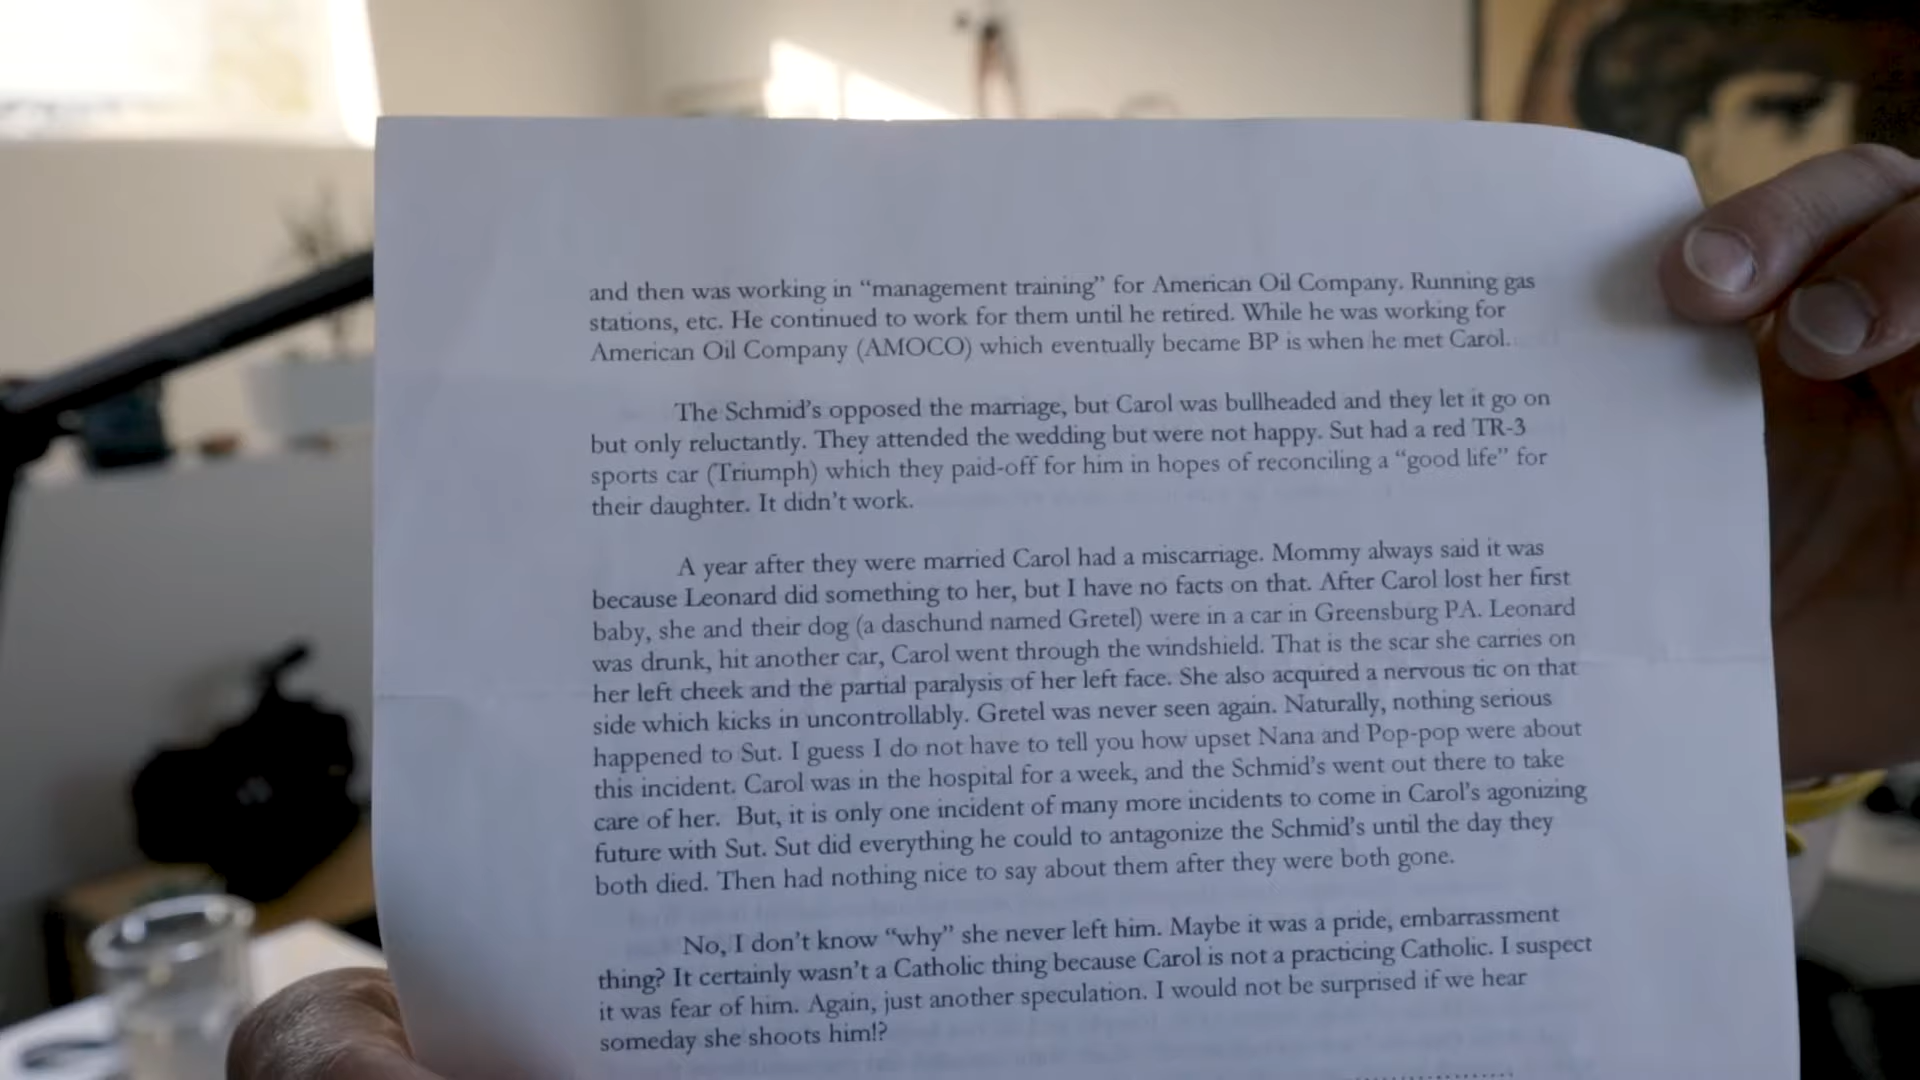 and then was working in “management training” for American Oil Company. Running gas
stations, etc. He continued to work for them until he retired. While he was working for
American Oil Company (AMOCO) which eventually became BP is when he met Carol.
The Schmid’s opposed the marriage, but Carol was bullheaded and they let it go on
but only reluctantly. They attended the wedding but were not happy. Sut had a red TR-3
sports car (Triumph) which they paid-off for him in hopes of reconciling a “good life” for
their daughter. It didn’t work.
A year after they were married Carol had a miscarriage. Mommy always said it was
because Leonard did something to her, but I have no facts on that. After Carol lost her first
baby, she and their dog (a daschund named Gretel) were in a car in Greensburg PA. Leonard
was drunk, hit another car, Carol went through the windshield. That is the scar she carries on
her left cheek and the partial paralysis of her left face. She also acquired a nervous tic on that
side which kicks in uncontrollably. Gretel was never seen again. Naturally, nothing serious
happened to Sut. I guess I do not have to tell you how upset Nana and Pop-pop were about
this incident. Carol was in the hospital for a week, and the Schmid’s went out there to take
care of her. But, it is only one incident of many more incidents to come in Carol’s agonizing
future with Sut. Sut did everything he could to antagonize the Schmid’s until the day they
both died. Then had nothing nice to say about them after they were both gone.
No, I don’t know “why” she never left him. Maybe it was a pride, embarrassment
thing? It certainly wasn’t a Catholic thing because Carol is not a practicing Catholic. I suspect
it was fear of him. Again, just another speculation. I would not be surprised if we hear
someday she shoots him!?